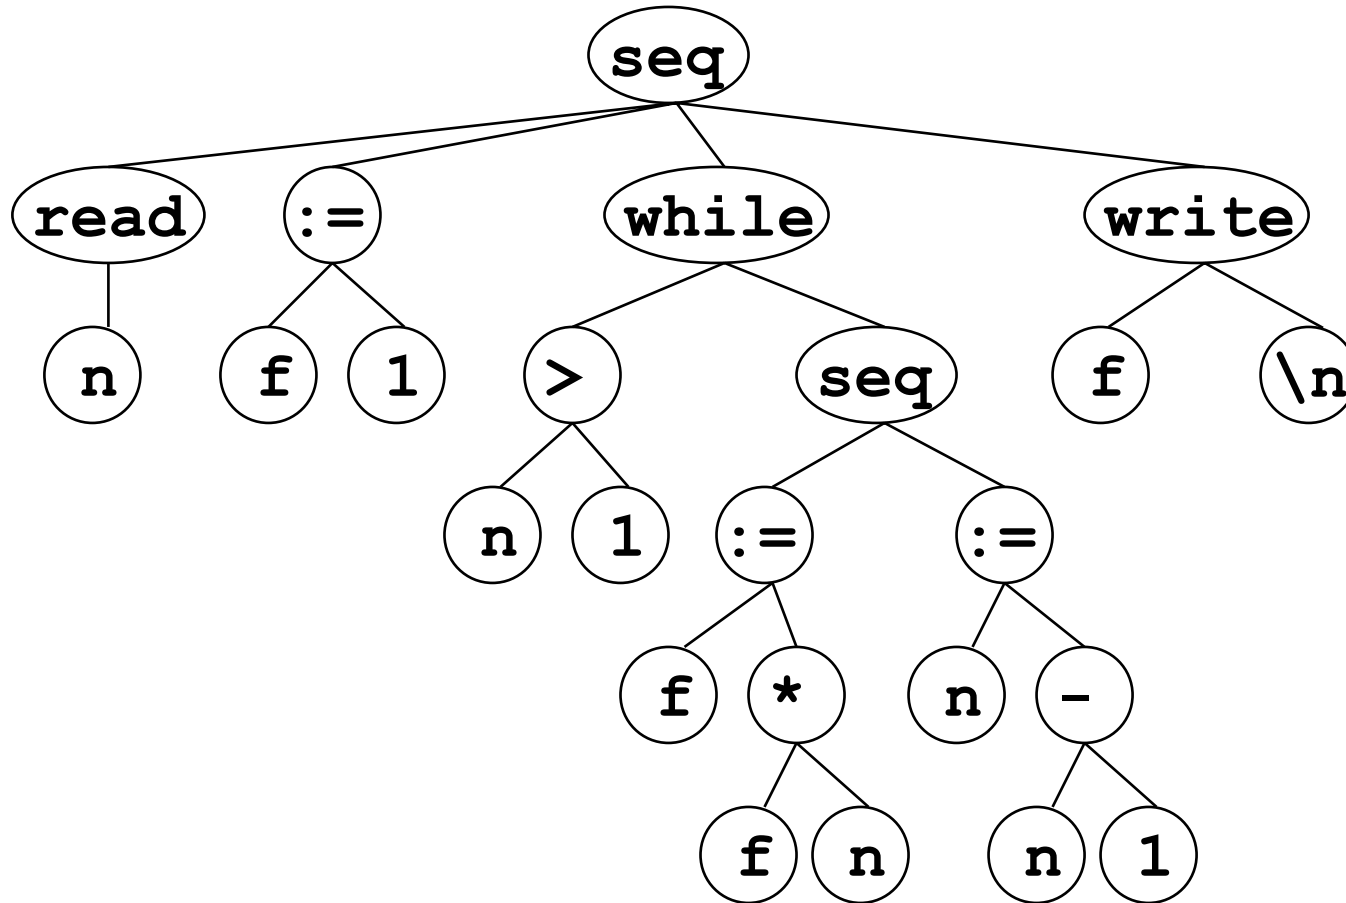 seq
read := while write
n f 1 > seq f \n
n 1 := :=
f * n -
f n n 1